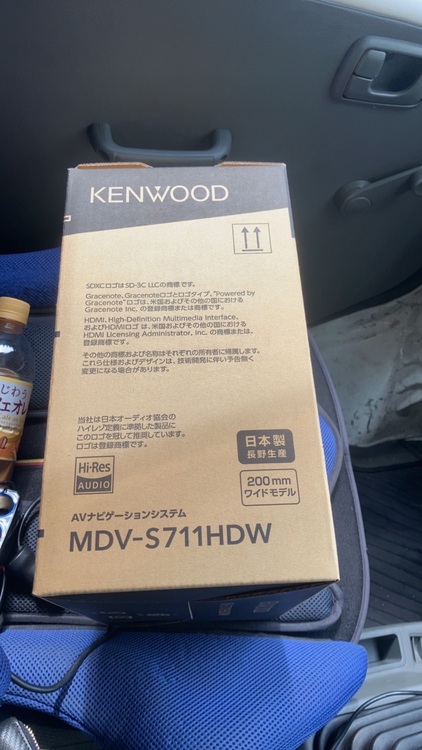 KENWOOD
SDXCロゴはSD-3C LLCの商標です。
Gracenote、Gracenoteロゴとロゴタイプ、"Powered by
Gracenote"ロゴは、米国およびその他の国における
Gracenote Inc. の登録商標または商標です。
HDMI、High-Definition Multimedia Interface、
およびHDMIロゴ は、米国およびその他の国における
HDMI Licensing Administrator, Inc. の商標または、
登録商標です。
その他の商標および名称はそれぞれの所有者に帰属します。
これら仕様およびデザインは、技術開発に伴い予告無く
変更になる場合があります。
当社は日本オーディオ協会の
ハイレゾ定義に準拠した製品に
このロゴを冠して推奨しています。
ロゴは登録商標です。
Hi-Res
AUDIO
日本製
長野生産
200mm
ワイドモデル
AVナビゲーションシステム
MDV-S711HDW
じわう
フェオレ